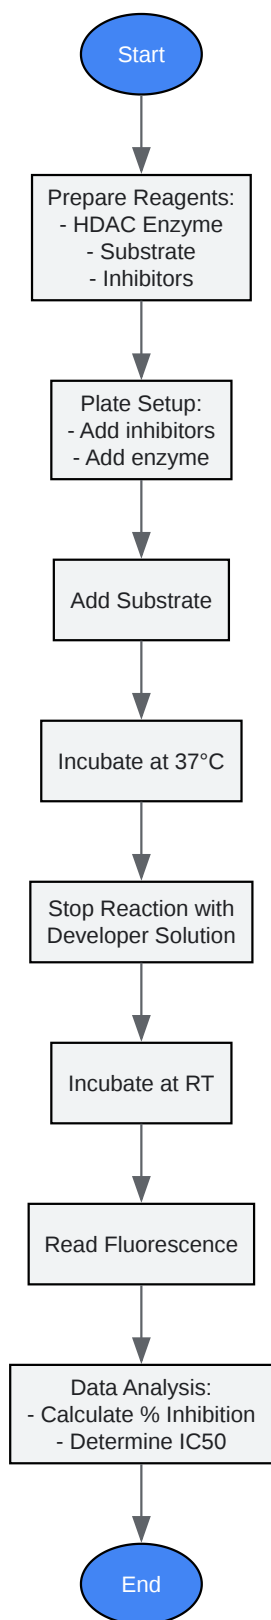 Start
Prepare Reagents:
- HDAC Enzyme
- Substrate
- Inhibitors
Plate Setup:
- Add inhibitors
- Add enzyme
Add Substrate
Incubate at 37°C
Stop Reaction with
Developer Solution
Incubate at RT
Read Fluorescence
Data Analysis:
- Calculate % Inhibition
- Determine IC50
End